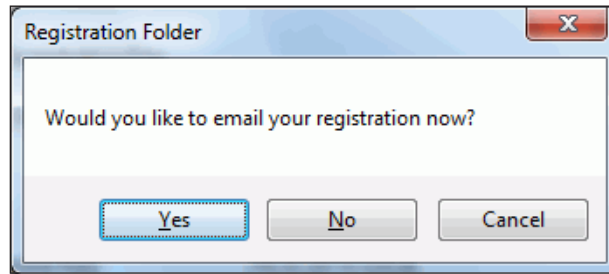 Registration Folder
Would you like to email your registration now?
Yes No Cancel